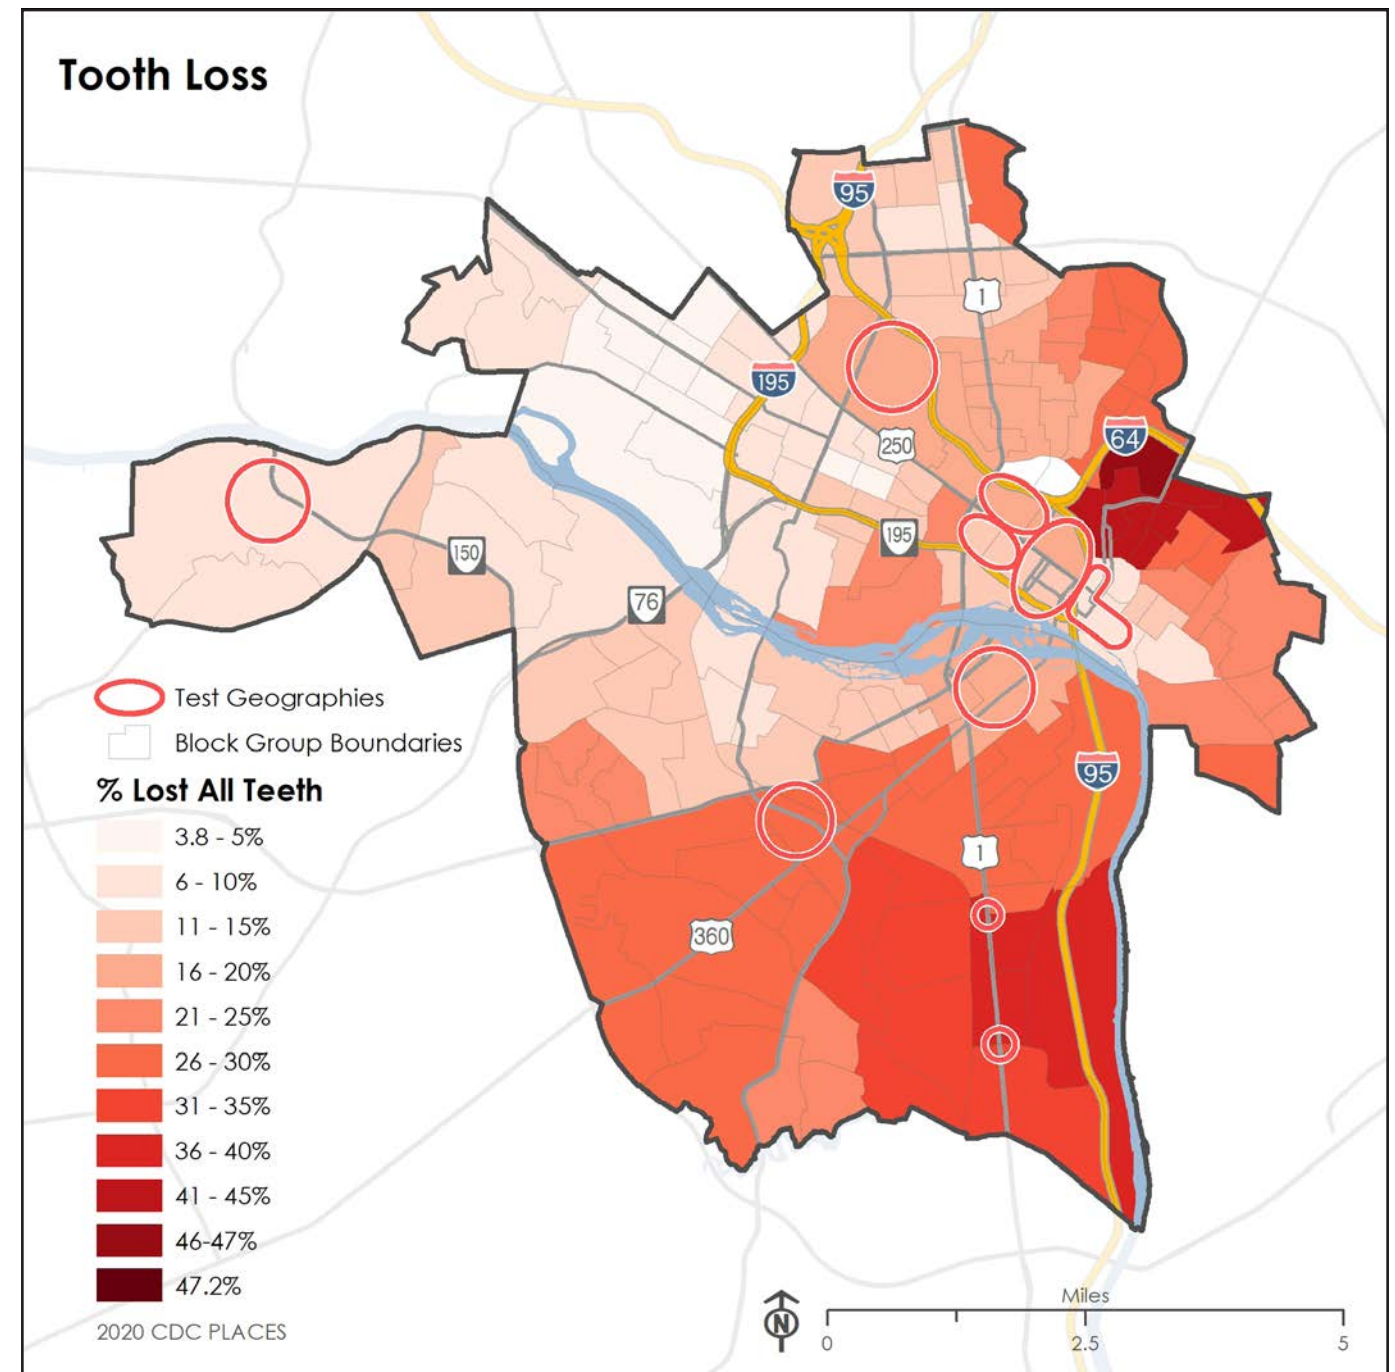 Tooth Loss
95
1
195
250
64
195
150
76
Test Geographies
Block Group Boundaries
95
% Lost All Teeth
3.8 - 5%
1
6 - 10%
11 - 15%
360
16 - 20%
21 - 25%
26 - 30%
31 - 35%
36 - 40%
41 - 45%
46-47%
47.2%
Miles
N
2020 CDC PLACES
0 2.5 5